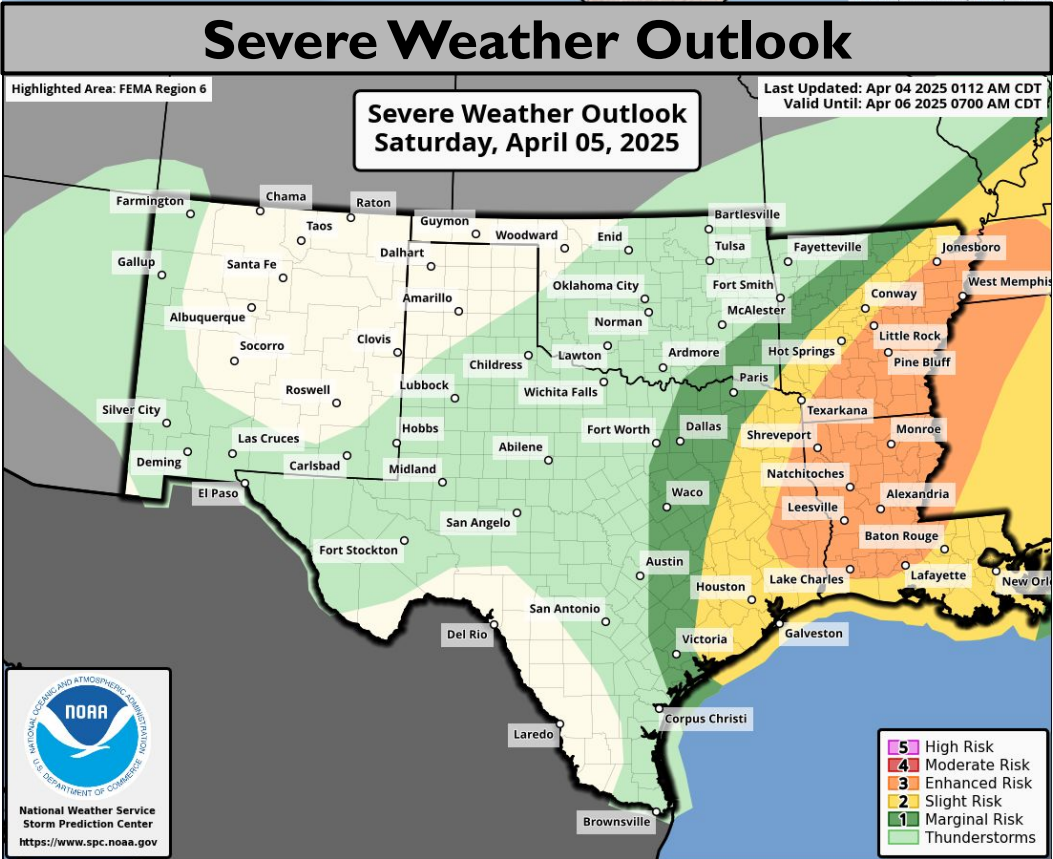 Severe Weather Outlook
Highlighted Area: FEMA Region 6
Last Updated: Apr 04 2025 0112 AM CDT
Valid Until: Apr 06 2025 0700 AM CDT
Severe Weather Outlook
Saturday, April 05, 2025
Farmington
Chama
Raton
Taos
Guymon
Woodward
Enid
Bartlesville
Tulsa
Fayetteville
Jonesboro
Gallup
Santa Fe
Dalhart
Amarillo
Oklahoma City
Fort Smith
Conway
West Memphis
Albuquerque
Norman
McAlester
Little Rock
Socorro
Clovis
Childress
Lawton
Ardmore
Hot Springs
Pine Bluff
Roswell
Lubbock
Wichita Falls
Paris
Texarkana
Silver City
Las Cruces
Hobbs
Abilene
Fort Worth
Dallas
Shreveport
Monroe
Deming
Carlsbad
Midland
Natchitoches
El Paso
San Angelo
Waco
Leesville
Alexandria
Fort Stockton
Austin
Baton Rouge
Houston
Lake Charles
Lafayette
New Orl
Del Rio
San Antonio
Victoria
Galveston
Laredo
Corpus Christi
Brownsville
NATIONAL OCEANIC AND ATMOSPHERIC ADMINISTRATION
NOAA
U.S. DEPARTMENT OF COMMERCE
National Weather Service
Storm Prediction Center
https://www.spc.noaa.gov
5 High Risk
4 Moderate Risk
3 Enhanced Risk
2 Slight Risk
1 Marginal Risk
Thunderstorms